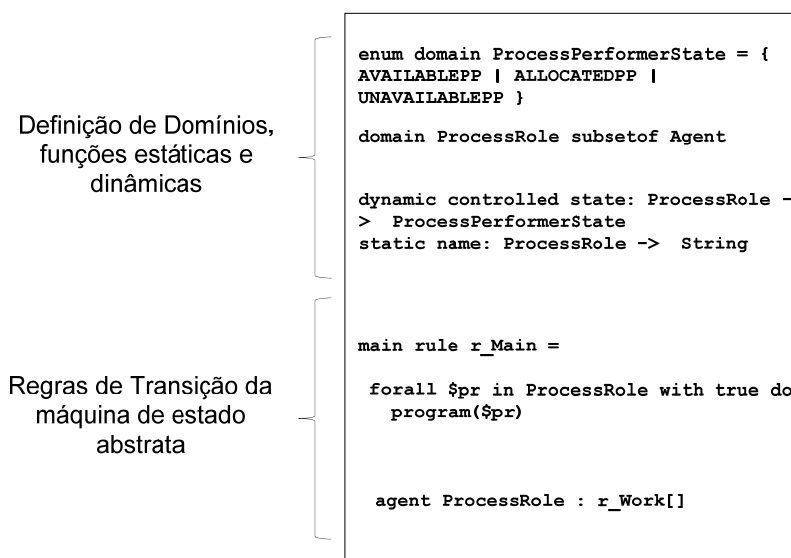 Definição de Domínios,
funções estáticas e
dinâmicas
enum domain ProcessPerformerState = {
AVAILABLEPP | ALLOCATEDPP |
UNAVAILABLEPP }
domain ProcessRole subsetof Agent
dynamic controlled state: ProcessRole -
> ProcessPerformerState
static name: ProcessRole -> String
Regras de Transição da
máquina de estado
abstrata
main rule r_Main =
forall $pr in ProcessRole with true do
program($pr)
agent ProcessRole : r_Work[]